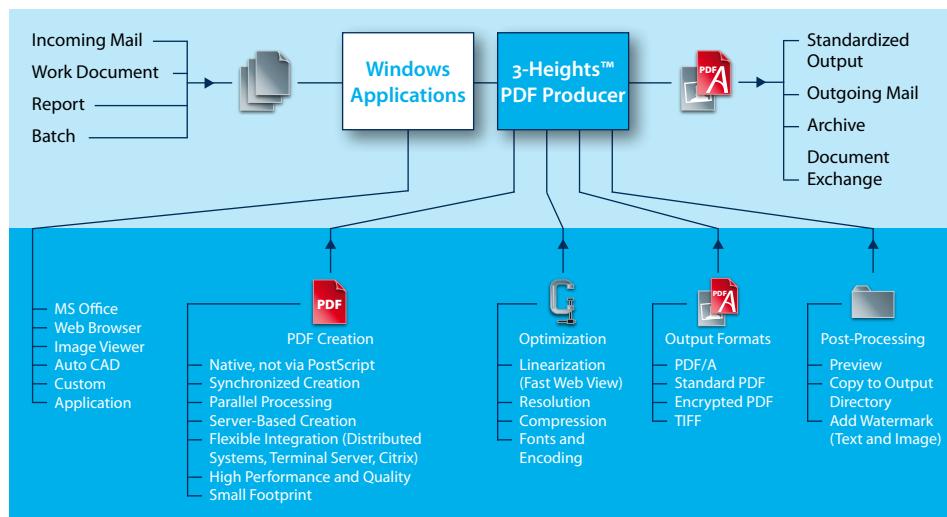 Incoming Mail
Work Document
Report
Batch
Windows
Applications
3-Heights™
PDF Producer
PDF
A
Standardized
Output
Outgoing Mail
Archive
Document
Exchange
MS Office
Web Browser
Image Viewer
Auto CAD
Custom
Application
PDF
PDF Creation
Native, not via PostScript
Synchronized Creation
Parallel Processing
Server-Based Creation
Flexible Integration (Distributed
Systems, Terminal Server, Citrix)
High Performance and Quality
Small Footprint
Optimization
Linearization
(Fast Web View)
Resolution
Compression
Fonts and
Encoding
PDF
A
Output Formats
PDF/A
Standard PDF
Encrypted PDF
TIFF
Post-Processing
Preview
Copy to Output
Directory
Add Watermark
(Text and Image)